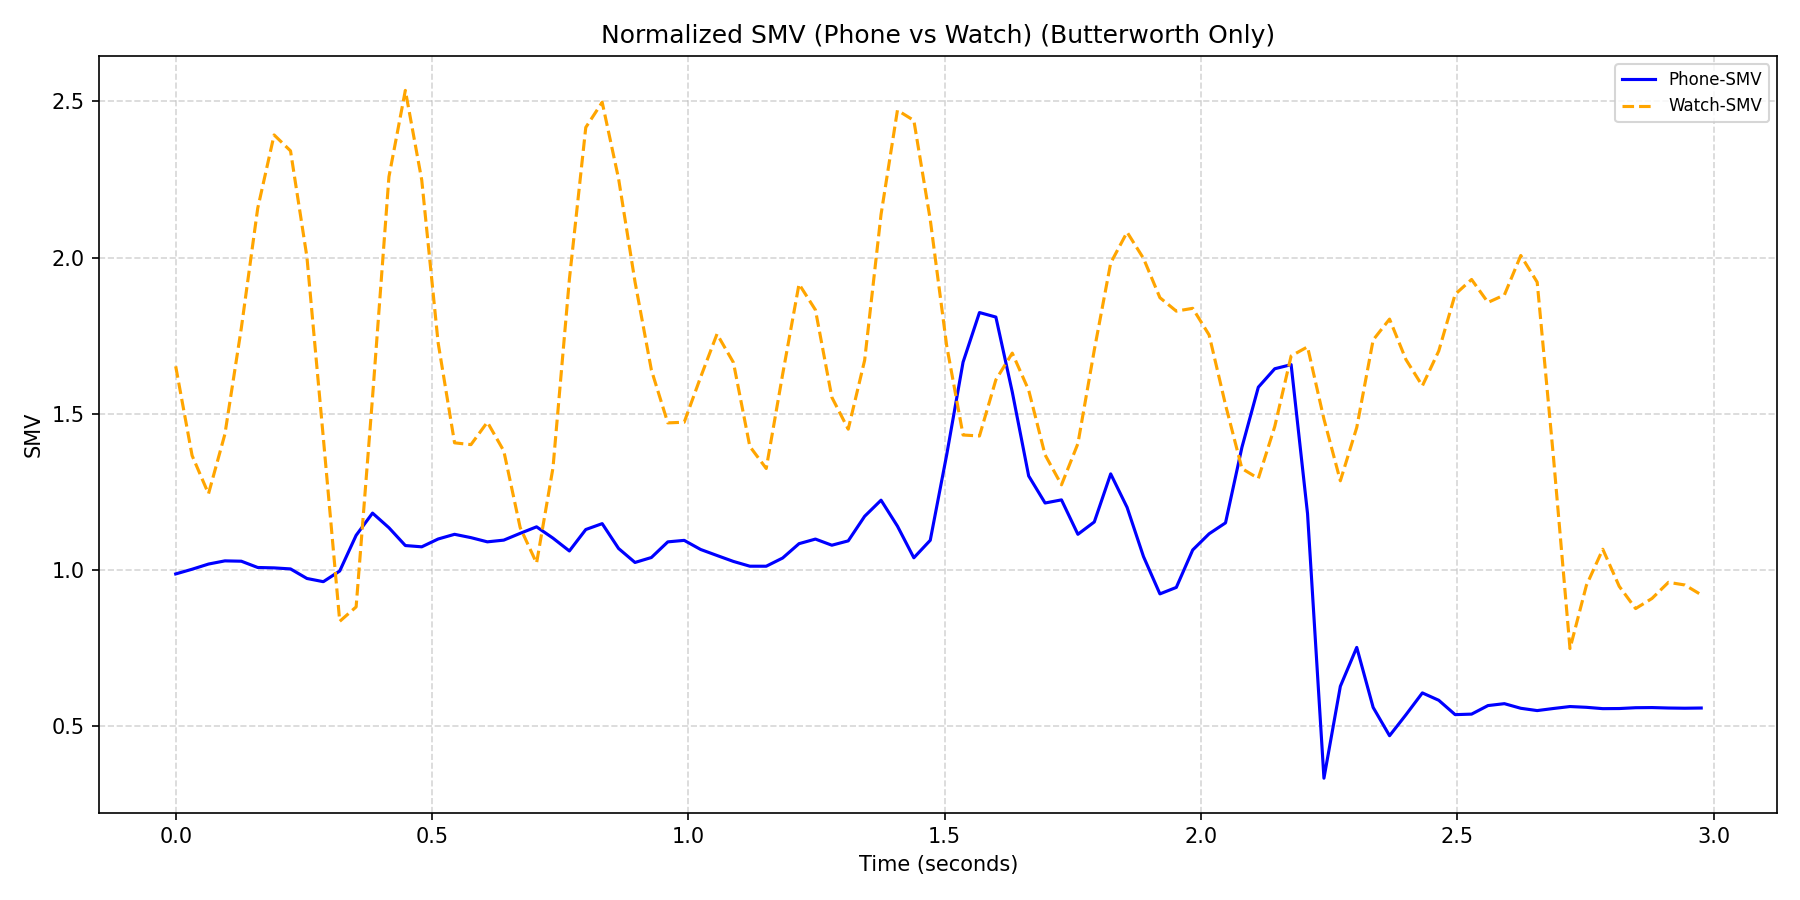 Normalized SMV (Phone vs Watch) (Butterworth Only)
Phone-SMV
Watch-SMV
2.5
2.0
1.5
1.0
0.5
SMV
0.0 0.5 1.0 1.5 2.0 2.5 3.0
Time (seconds)